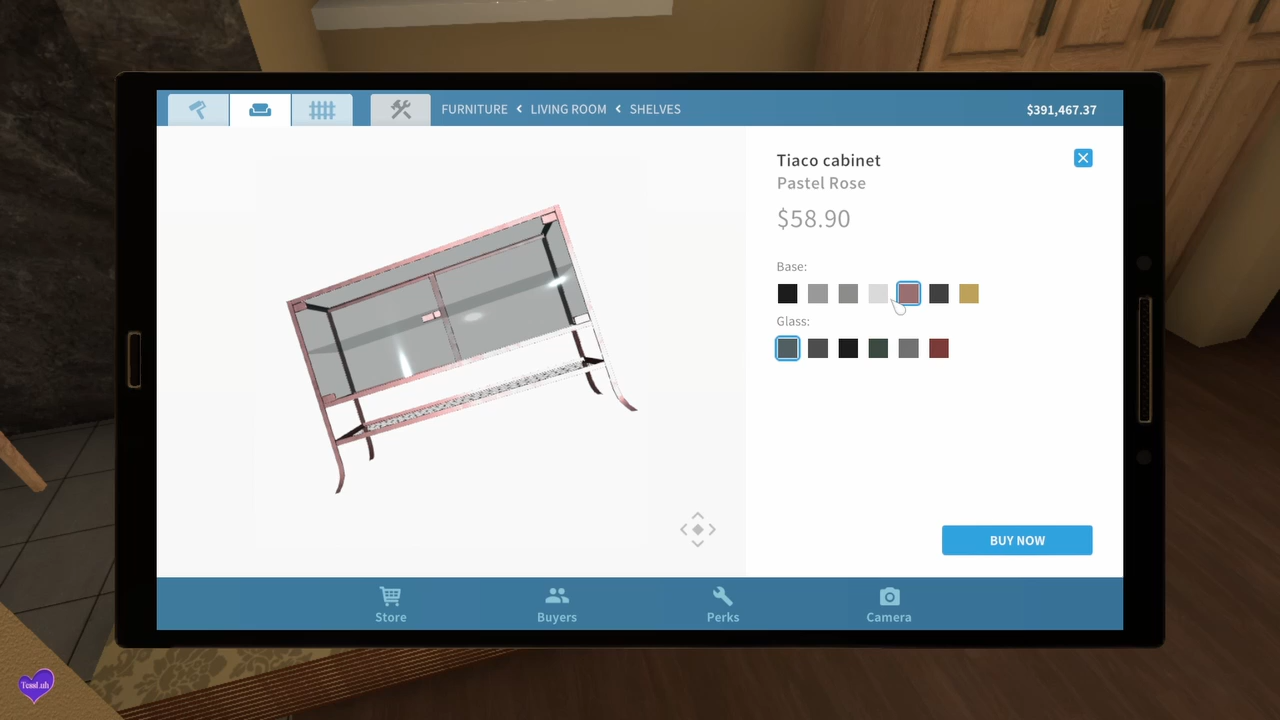 FURNITURE < LIVING ROOM < SHELVES
$391,467.37
Tiaco cabinet
Pastel Rose
$58.90
Base:
Glass:
BUY NOW
Store
Buyers
Perks
Camera
TessLuh